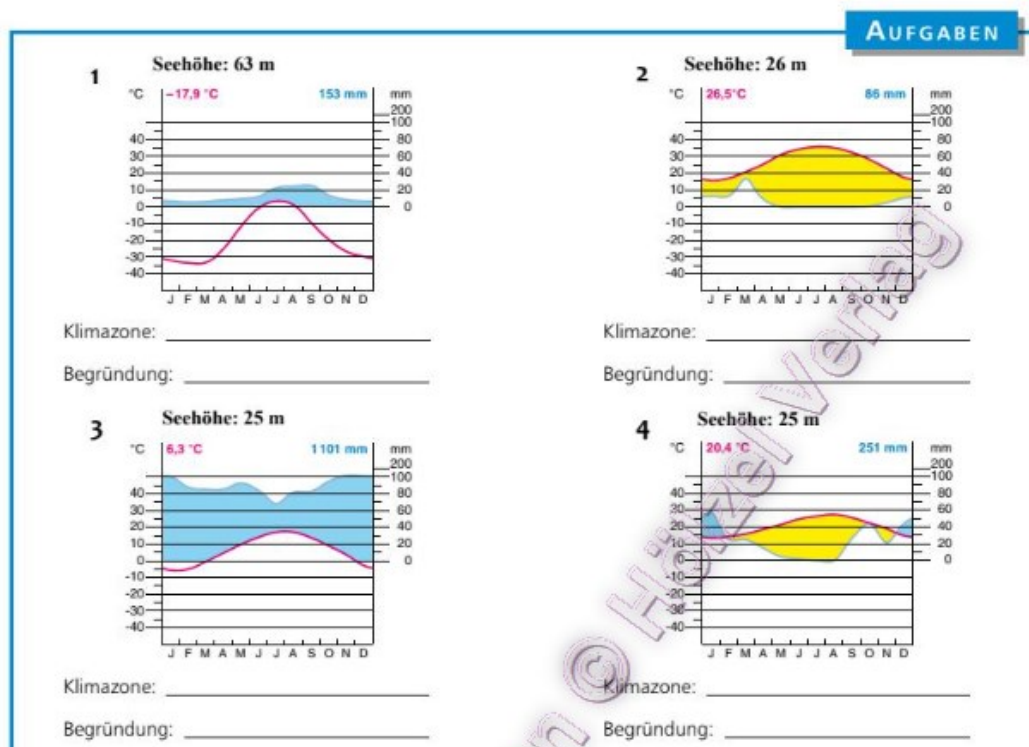 AUFGABEN
1 Seehöhe: 63 m
°C –17,9 °C 153 mm mm
200
100
40 80
30 60
20 40
10 20
0 0
-10
-20
-30
-40
J F M A M J J A S O N D
Klimazone:
Begründung:
2 Seehöhe: 26 m
°C 26,5°C 86 mm mm
200
100
40 80
30 60
20 40
10 20
0 0
-10
-20
-30
-40
J F M A M J J A S O N D
Klimazone:
Begründung:
3 Seehöhe: 25 m
°C 6,3 °C 1101 mm mm
200
100
40 80
30 60
20 40
10 20
0 0
-10
-20
-30
-40
J F M A M J J A S O N D
Klimazone:
Begründung:
4 Seehöhe: 25 m
°C 20,4 °C 251 mm mm
200
100
40 80
30 60
20 40
10 20
0 0
-10
-20
-30
-40
J F M A M J J A S O N D
Klimazone:
Begründung:
© Hölzel Verlag